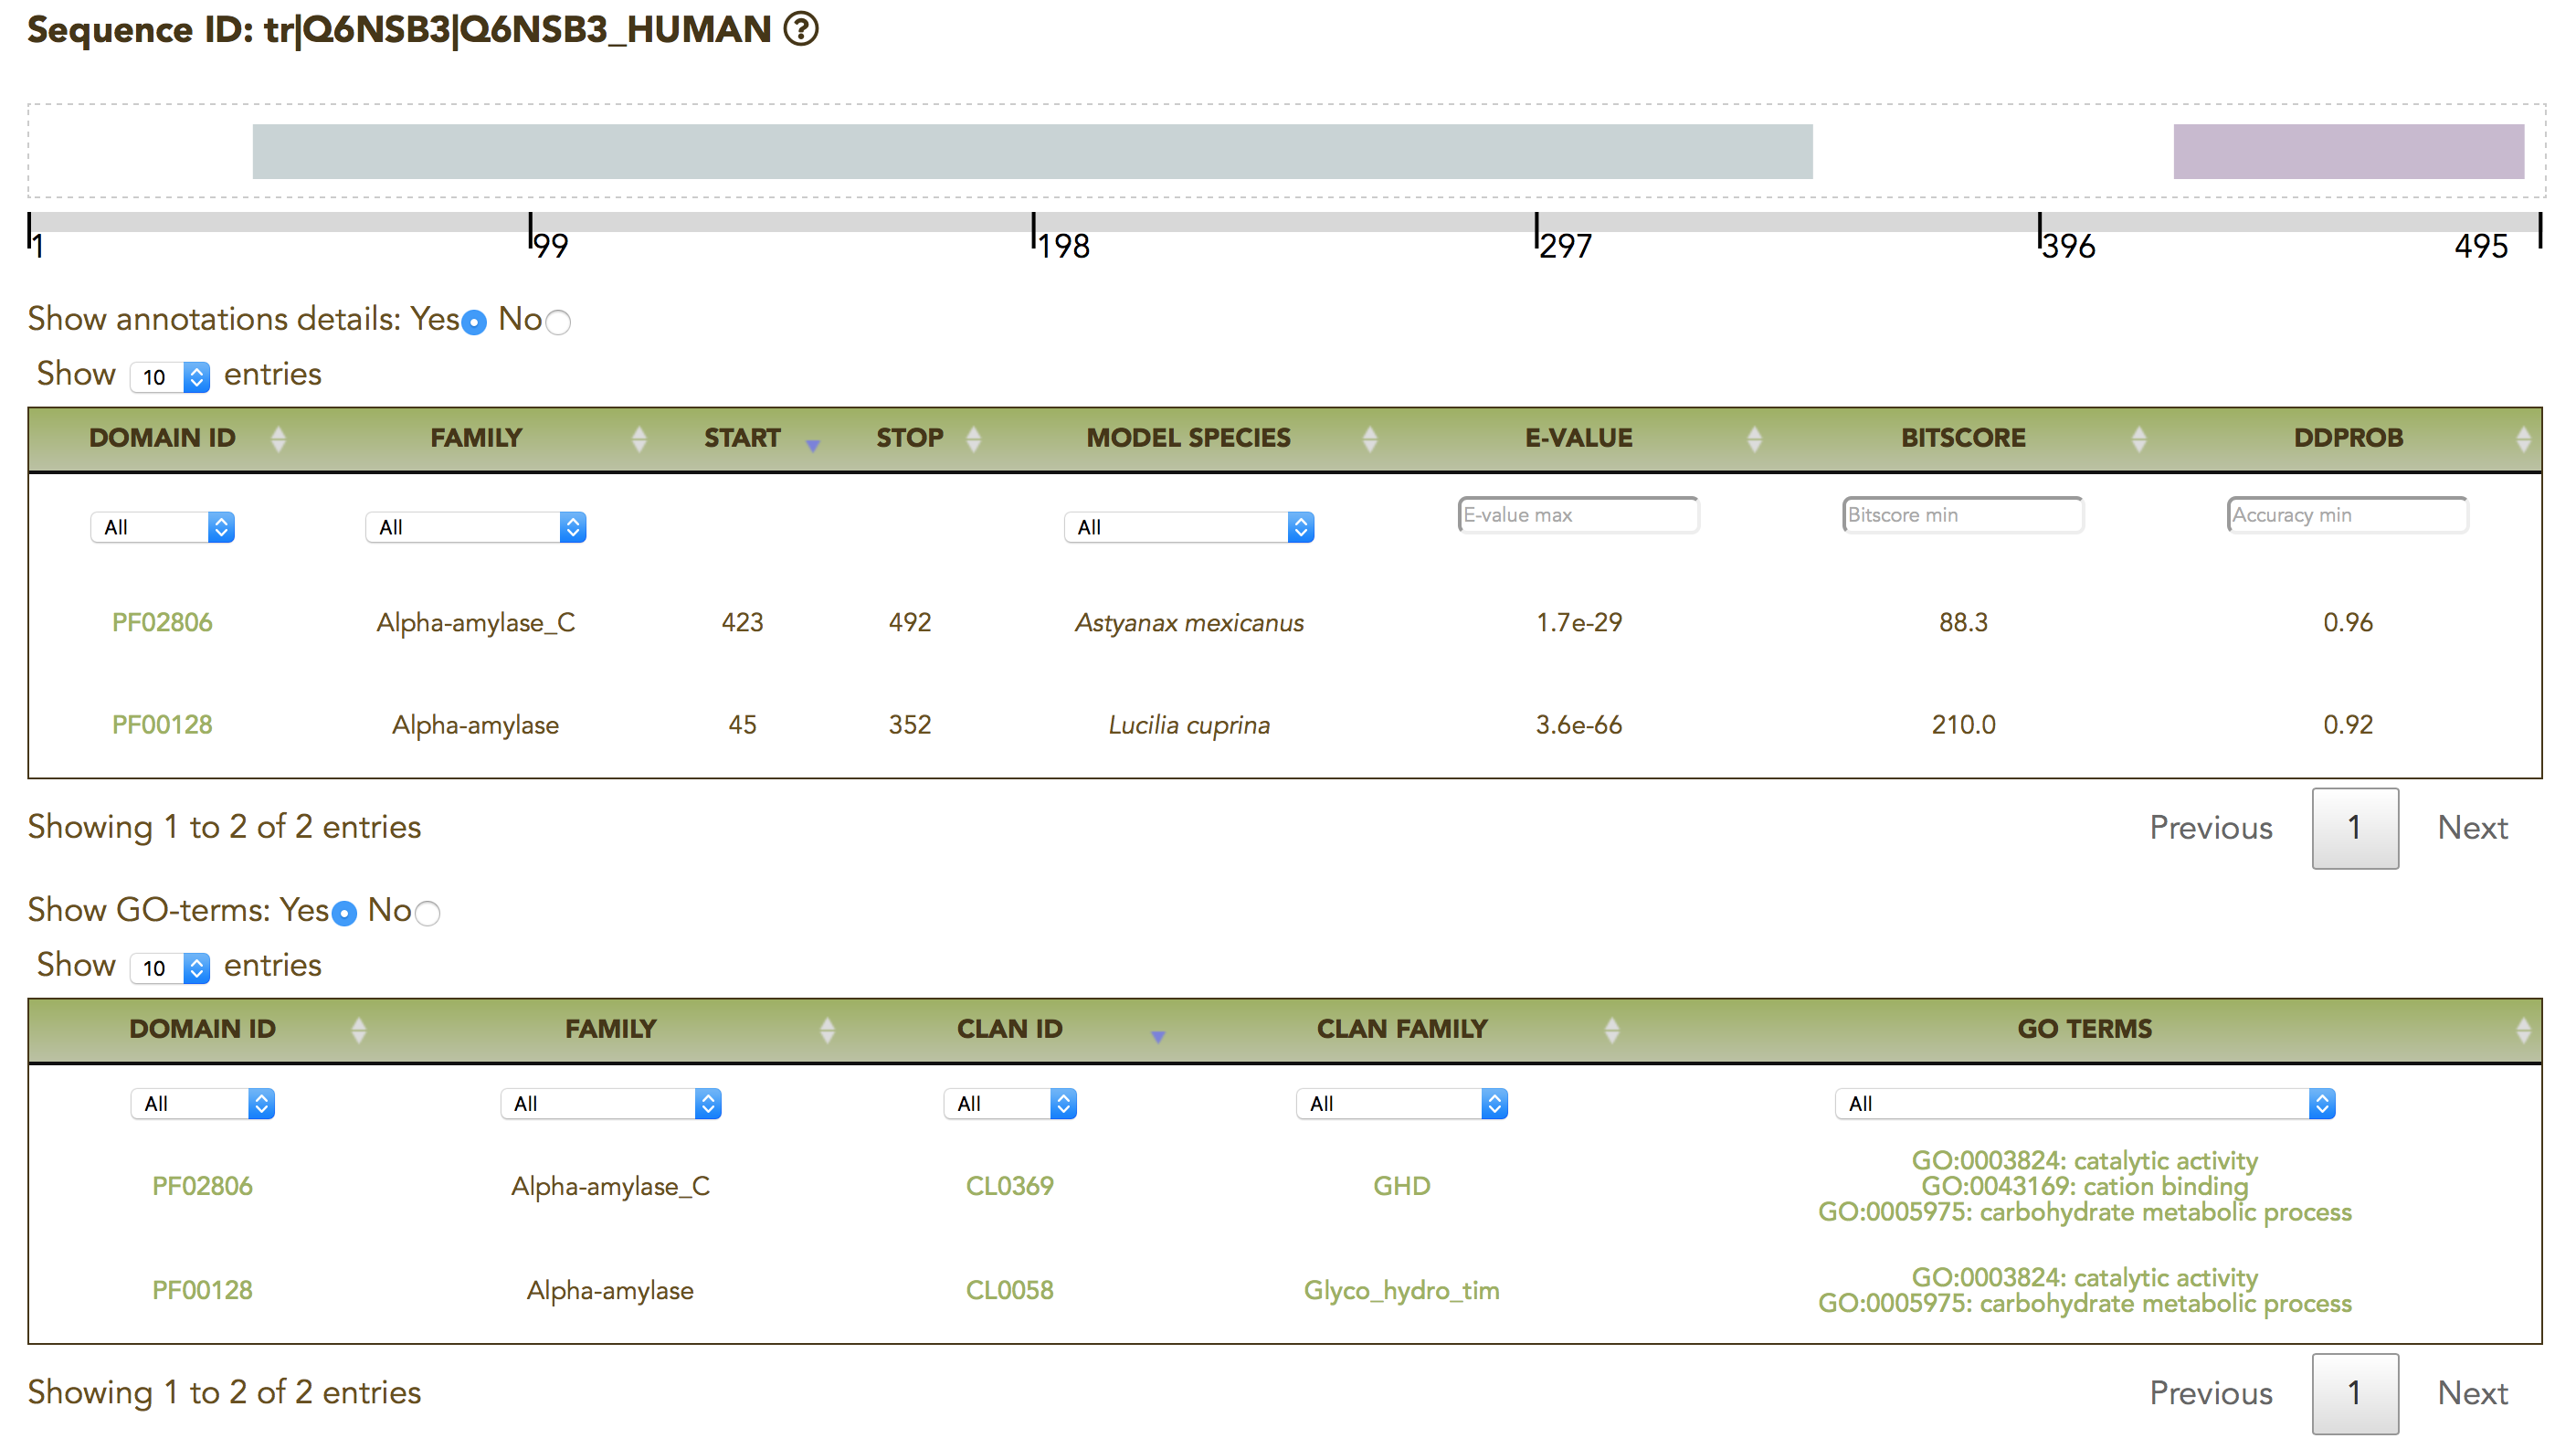 Sequence ID: tr|Q6NSB3|Q6NSB3_HUMAN ?
1 99 198 297 396 495
Show annotations details: Yes No
Show 10 entries
DOMAIN ID FAMILY START STOP MODEL SPECIES E-VALUE BITSCORE DDPROB
All All All E-value max Bitscore min Accuracy min
PF02806 Alpha-amylase_C 423 492 Astyanax mexicanus 1.7e-29 88.3 0.96
PF00128 Alpha-amylase 45 352 Lucilia cuprina 3.6e-66 210.0 0.92
Showing 1 to 2 of 2 entries Previous 1 Next
Show GO-terms: Yes No
Show 10 entries
DOMAIN ID FAMILY CLAN ID CLAN FAMILY GO TERMS
All All All All All
GO:0003824: catalytic activity
PF02806 Alpha-amylase_C CL0369 GHD GO:0043169: cation binding
GO:0005975: carbohydrate metabolic process
GO:0003824: catalytic activity
PF00128 Alpha-amylase CL0058 Glyco_hydro_tim
GO:0005975: carbohydrate metabolic process
Showing 1 to 2 of 2 entries Previous 1 Next